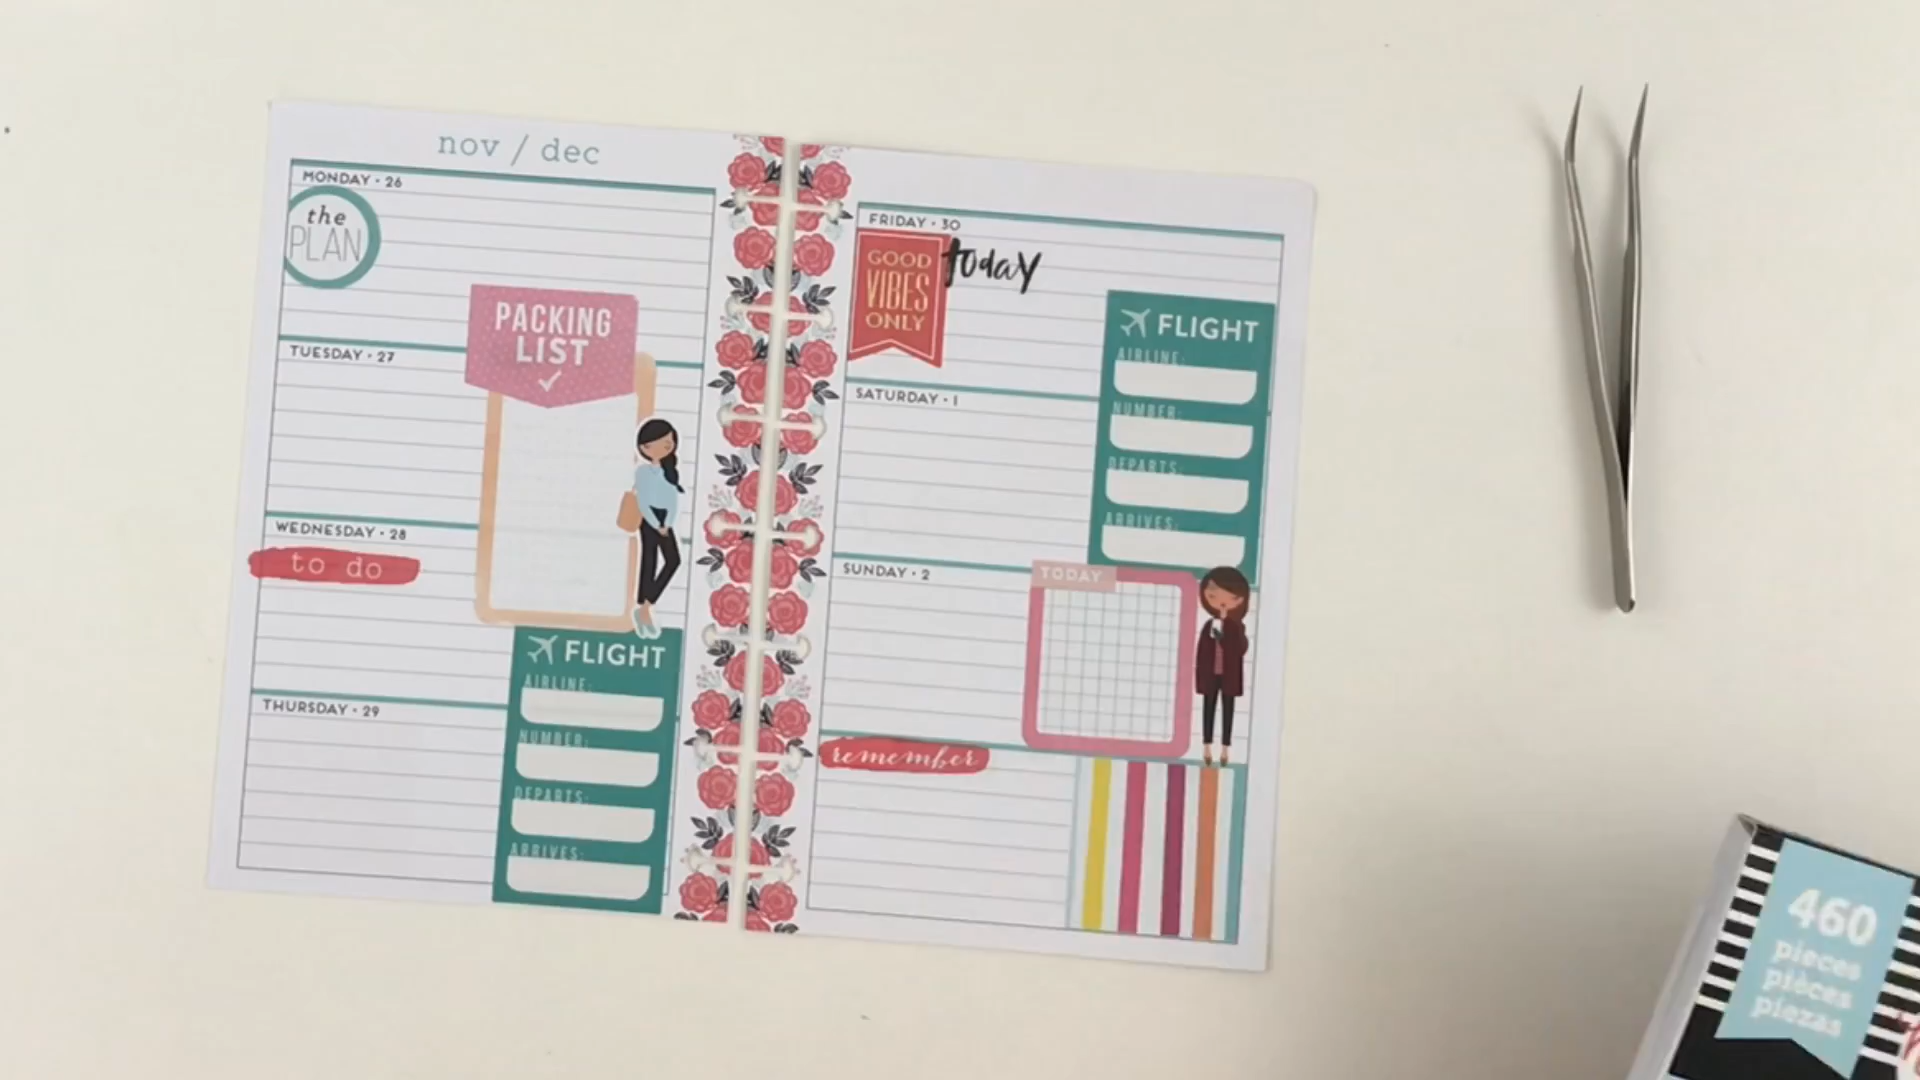 nov / dec
MONDAY • 26
the
PLAN
PACKING
LIST
TUESDAY • 27
WEDNESDAY • 28
to do
FLIGHT
AIRLINE:
NUMBER:
DEPARTS:
ARRIVES:
THURSDAY • 29
FRIDAY • 30
GOOD
VIBES
ONLY
today
FLIGHT
AIRLINE:
NUMBER:
DEPARTS:
ARRIVES:
SATURDAY • 1
SUNDAY • 2
TODAY
remember
460
pieces
pièces
piezas